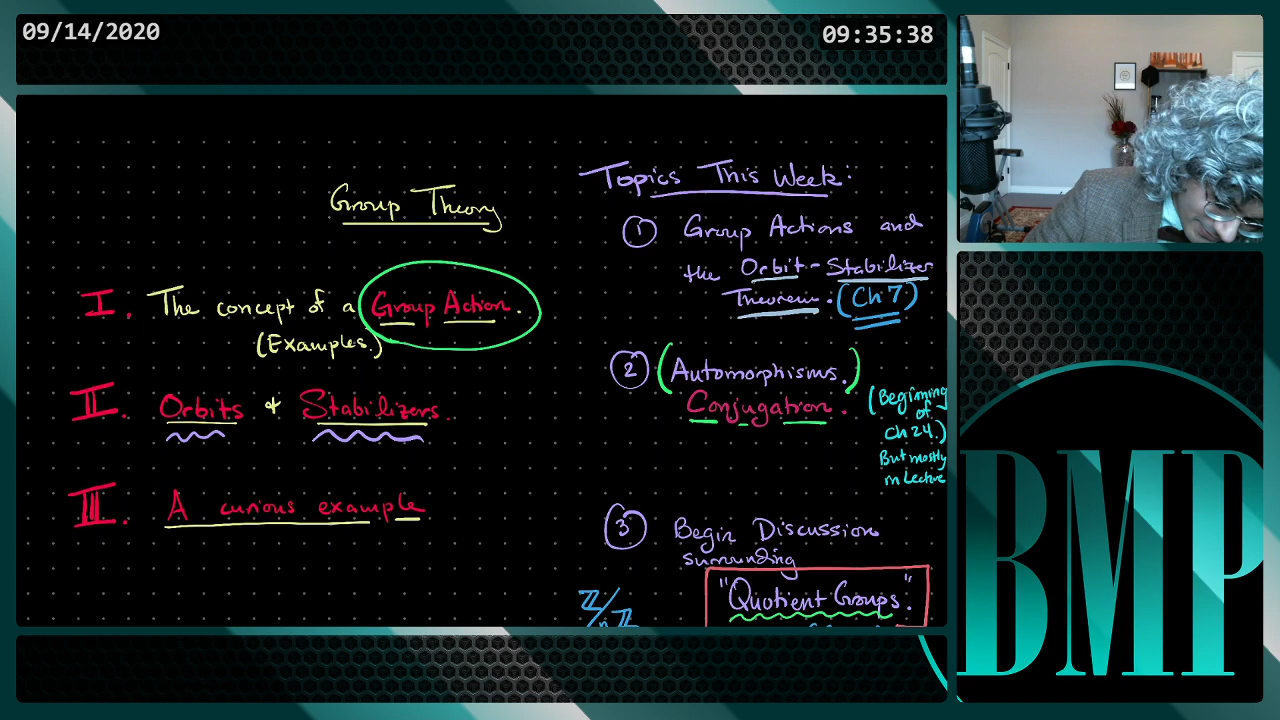 09/14/2020
09:35:38
Group Theory
I. The concept of a Group Action.
(Examples.)
II. Orbits & Stabilizers.
III. A curious example
Topics This Week:
① Group Actions and
the Orbit-Stabilizer
Theorem. (Ch 7.)
② (Automorphisms.)
Conjugation.
(Beginning
of
Ch 24.)
But mostly
in Lecture
③ Begin Discussion
surrounding
"Quotient Groups".
ℤ/nℤ
BMP